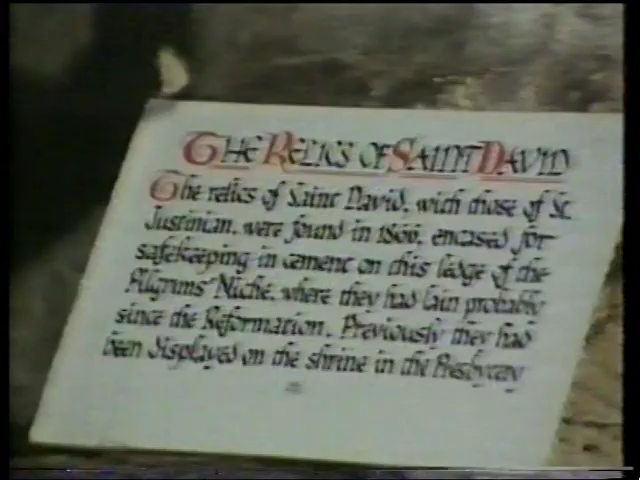 THE RELICS OF SAINT DAVID
The relics of Saint David, with those of St.
Justinian, were found in 1866, encased for
safekeeping in cement on this ledge of the
Pilgrims' Niche, where they had lain probably
since the Reformation. Previously they had
been displayed on the shrine in the Presbytery